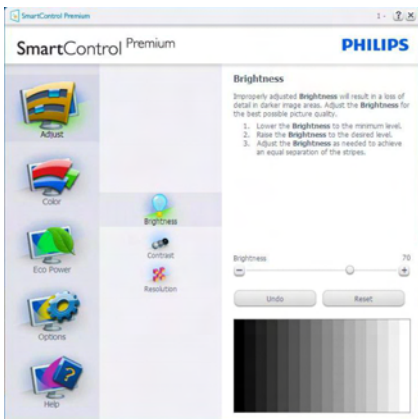 SmartControl Premium
1 - ? X
SmartControl Premium
PHILIPS
Adjust
Color
Eco Power
Options
Help
Brightness
Contrast
Resolution
Brightness
Improperly adjusted Brightness will result in a loss of
detail in darker image areas. Adjust the Brightness for
the best possible picture quality.
1. Lower the Brightness to the minimum level.
2. Raise the Brightness to the desired level.
3. Adjust the Brightness as needed to achieve
an equal separation of the stripes.
Brightness 70
Undo Reset